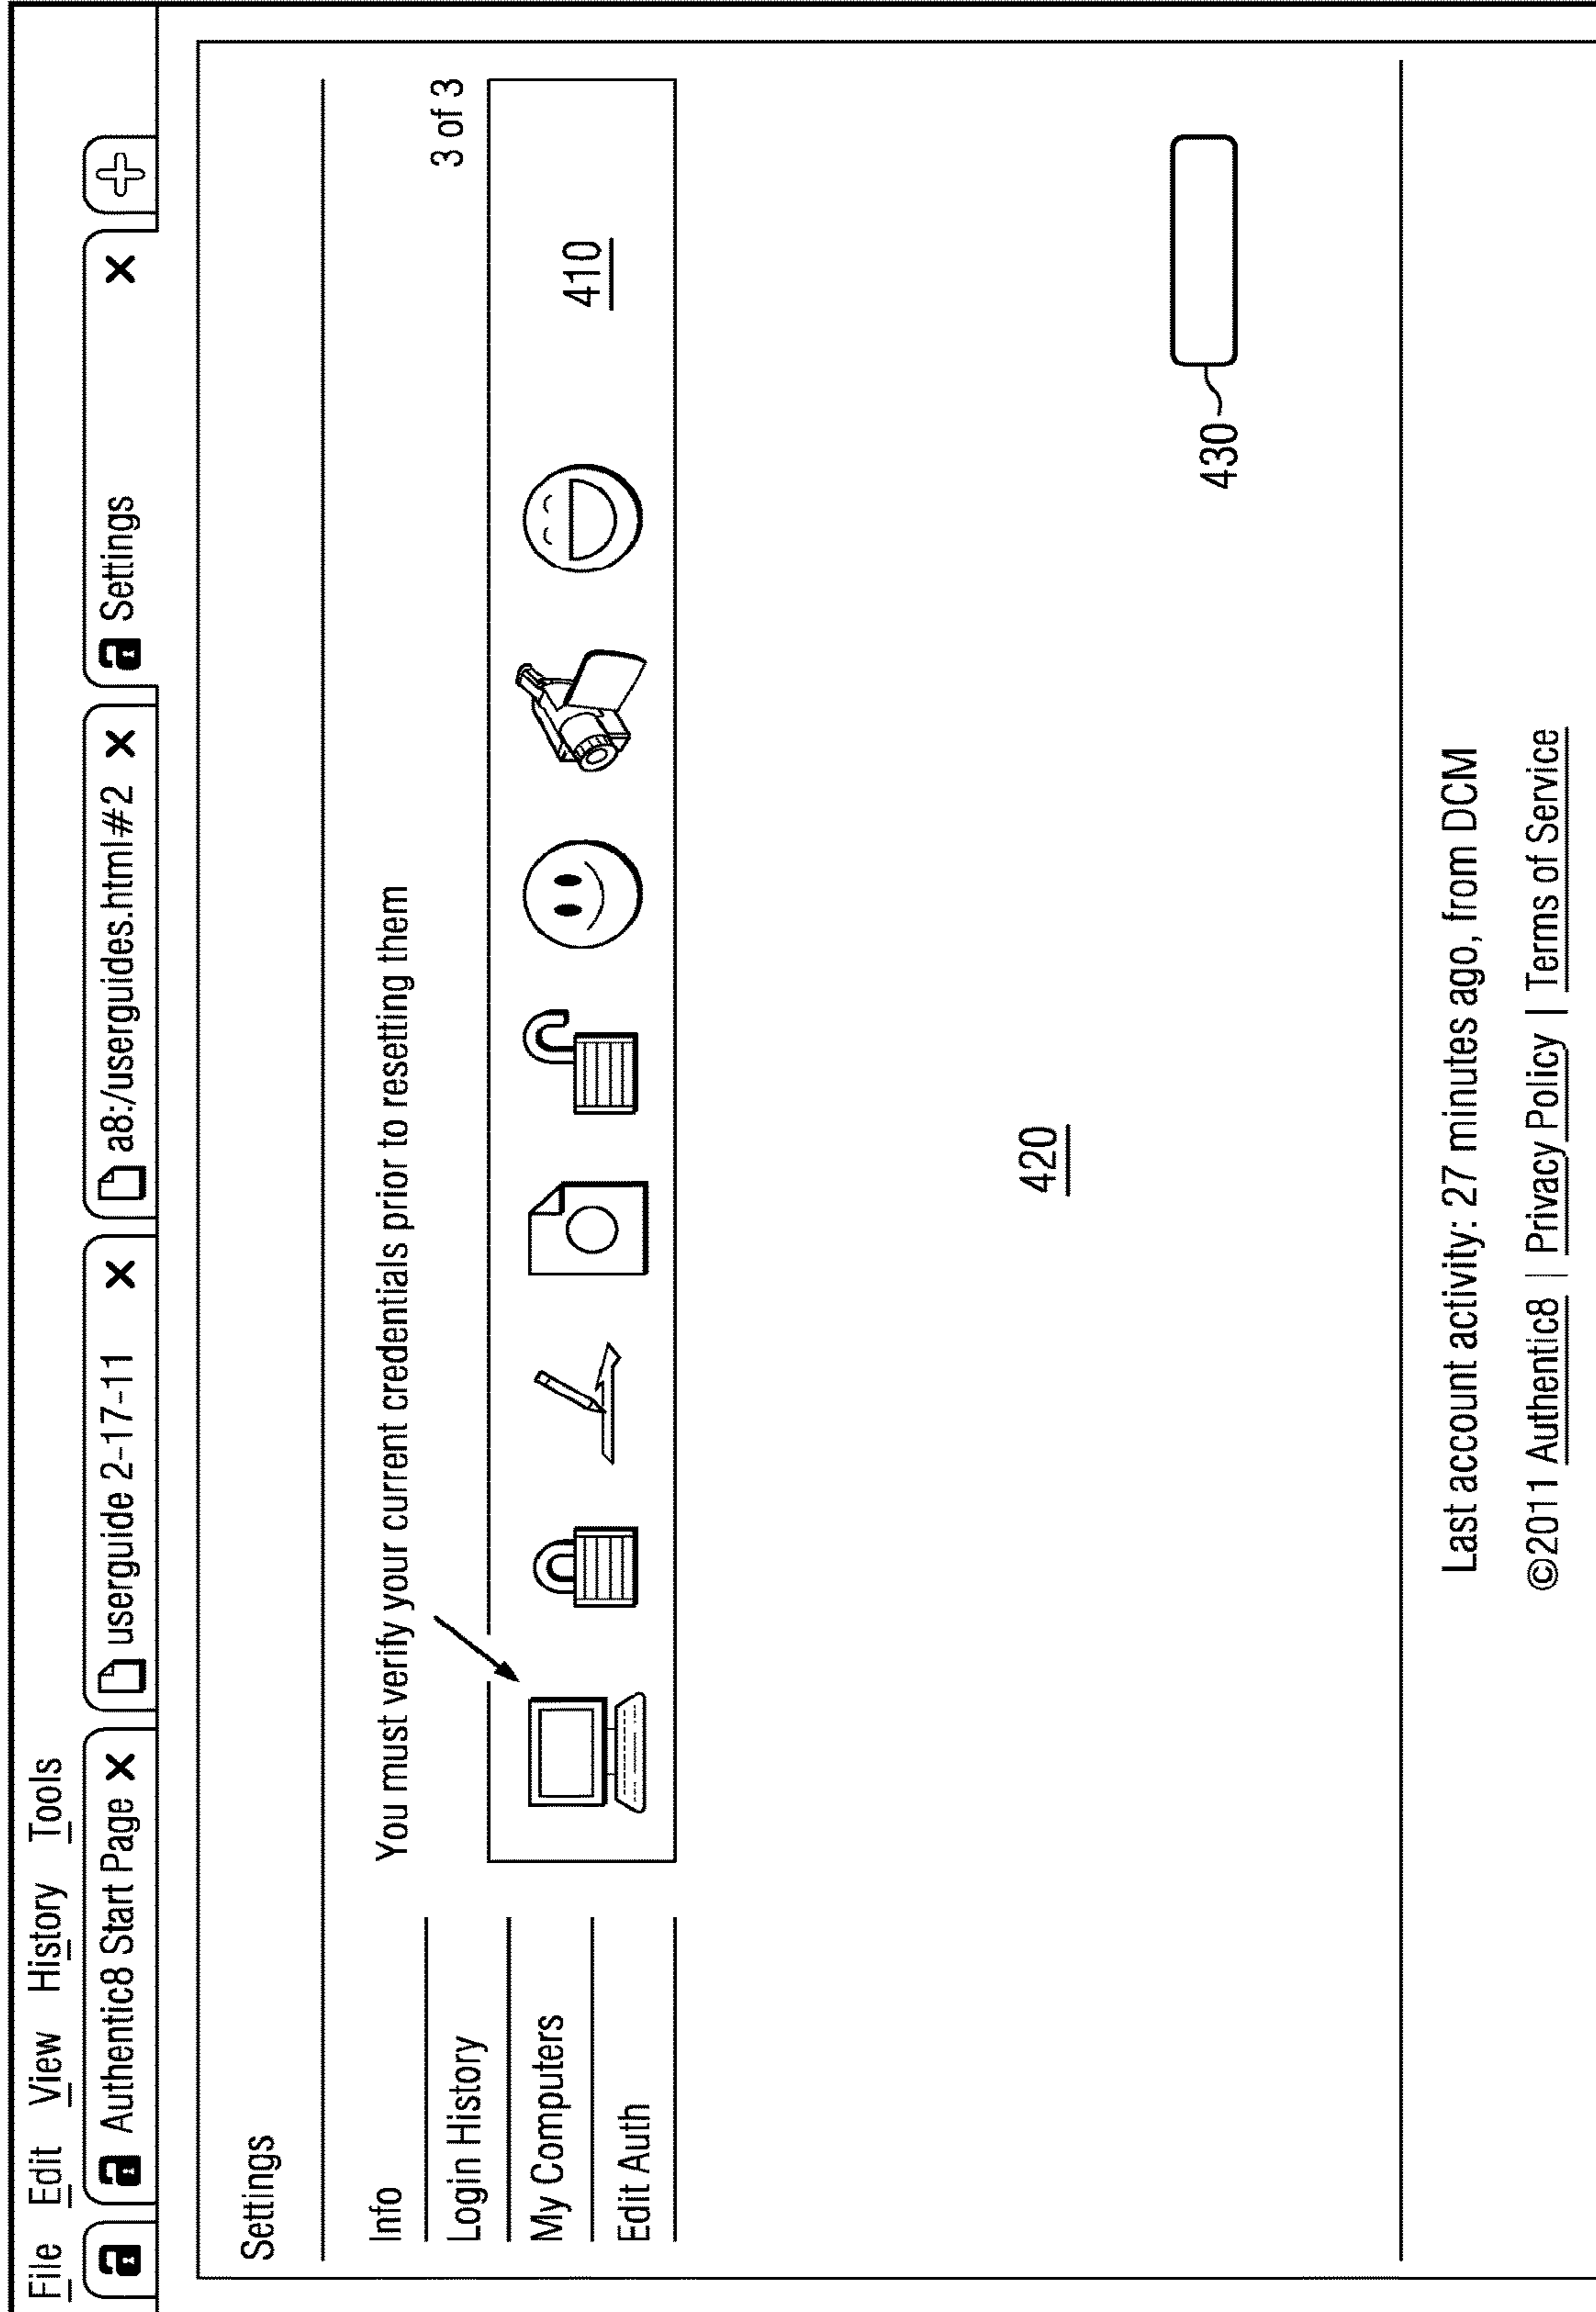 File Edit View History Tools
a
a Authentic8 Start Page X
userguide 2-17-11 X
a8:/userguides.html#2 X
a Settings X
Settings
Info
Login History
My Computers
Edit Auth
You must verify your current credentials prior to resetting them
3 of 3
410
420
430
Last account activity: 27 minutes ago, from DCM
©2011 Authentic8 | Privacy Policy | Terms of Service